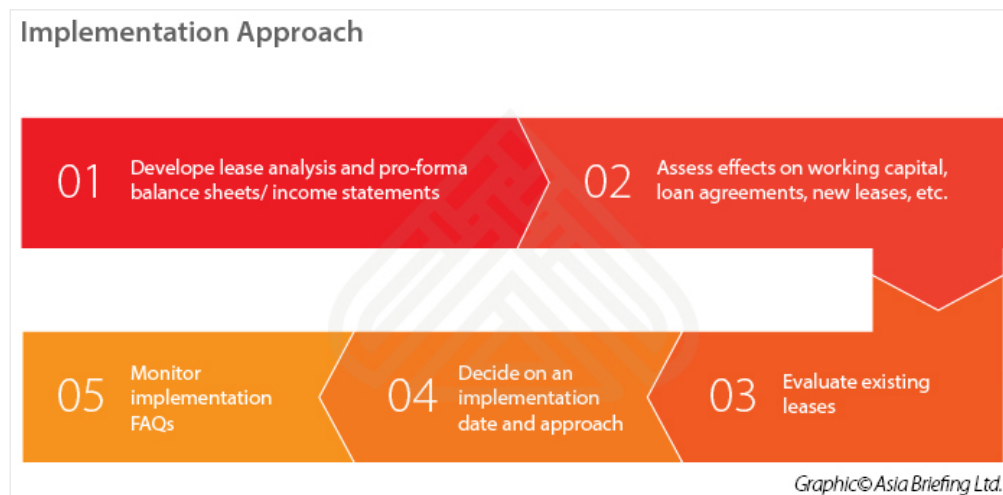 Implementation Approach
01
Develope lease analysis and pro-forma
balance sheets/ income statements
02
Assess effects on working capital,
loan agreements, new leases, etc.
03
Evaluate existing
leases
04
Decide on an
implementation
date and approach
05
Monitor
implementation
FAQs
Graphic© Asia Briefing Ltd.